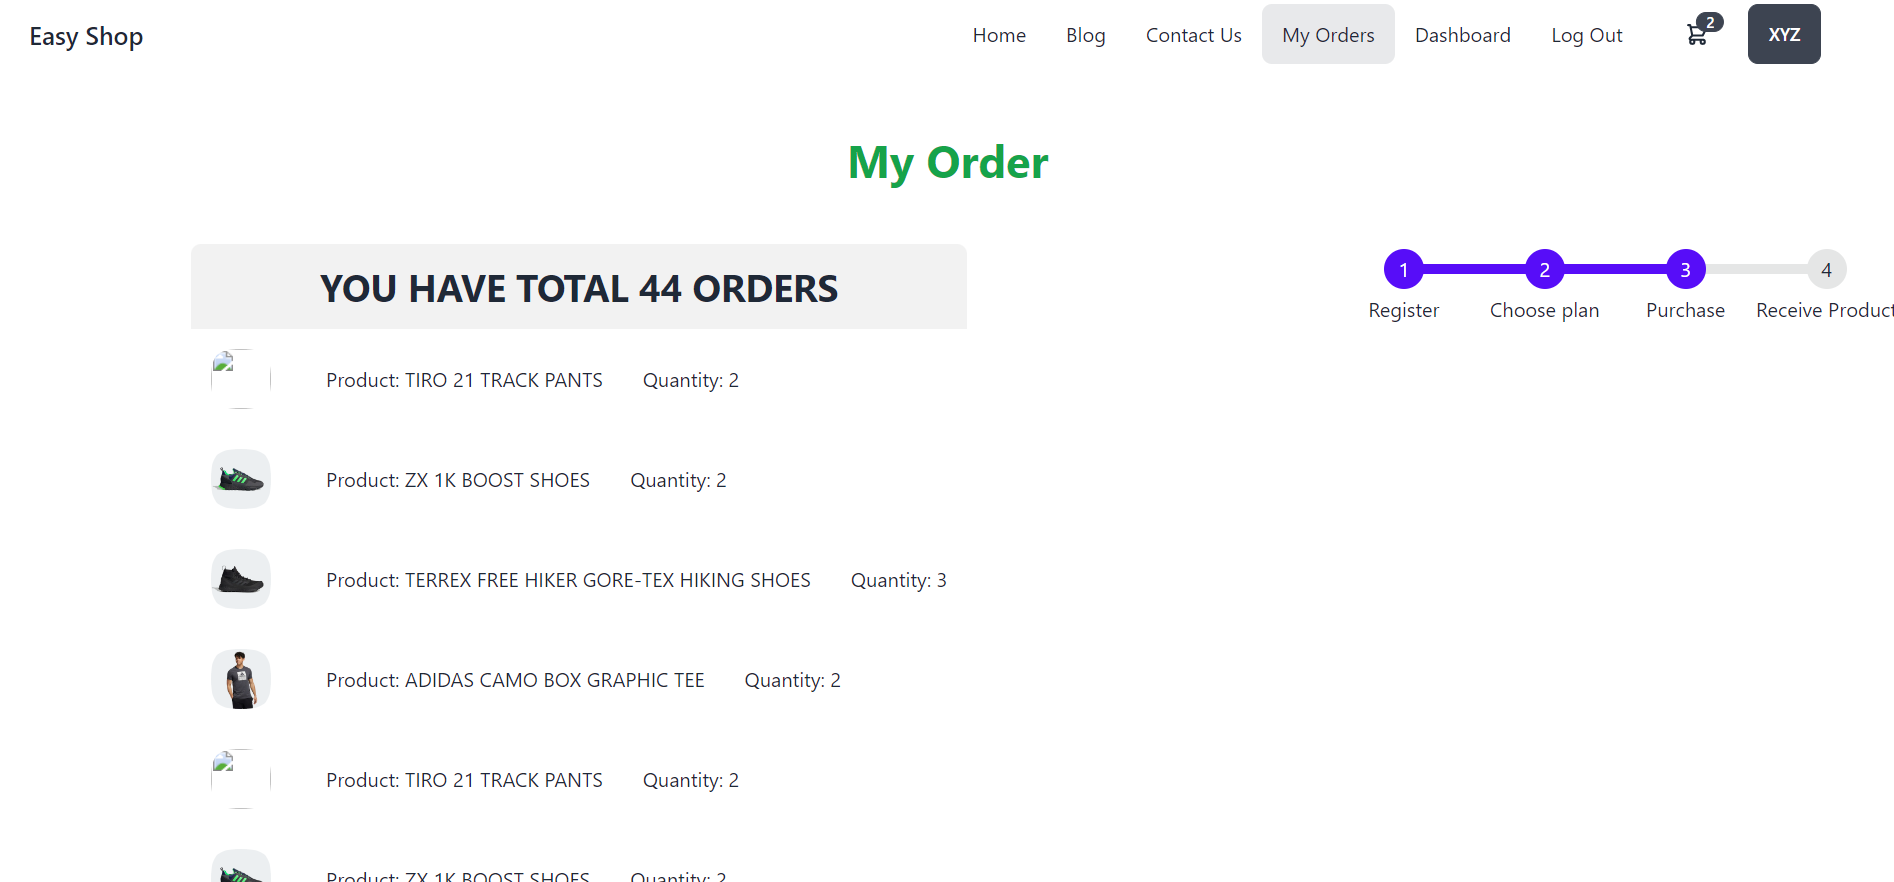 Easy Shop
Home Blog Contact Us My Orders Dashboard Log Out 2 XYZ
My Order
YOU HAVE TOTAL 44 ORDERS
1 2 3 4
Register Choose plan Purchase Receive Product
Product: TIRO 21 TRACK PANTS Quantity: 2
Product: ZX 1K BOOST SHOES Quantity: 2
Product: TERREX FREE HIKER GORE-TEX HIKING SHOES Quantity: 3
Product: ADIDAS CAMO BOX GRAPHIC TEE Quantity: 2
Product: TIRO 21 TRACK PANTS Quantity: 2
Product: ZX 1K BOOST SHOES Quantity: 2